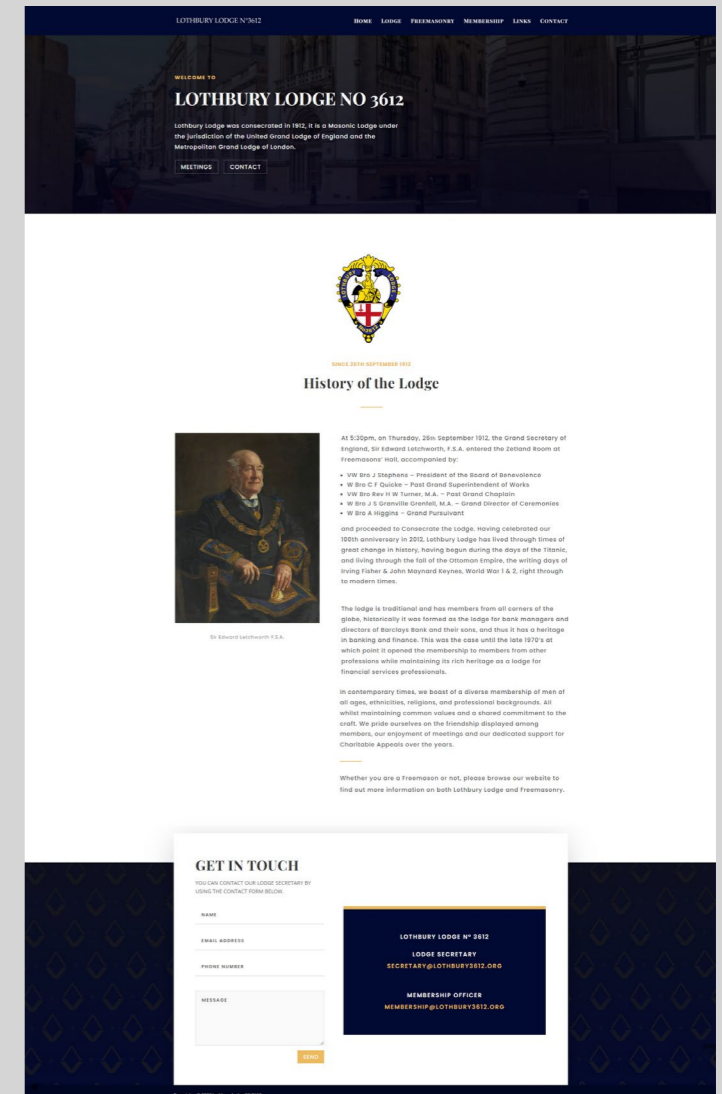 LOTHBURY LODGE N°3612
HOME LODGE FREEMASONRY MEMBERSHIP LINKS CONTACT
WELCOME TO
LOTHBURY LODGE NO 3612
Lothbury Lodge was consecrated in 1912, it is a Masonic Lodge under
the jurisdiction of the United Grand Lodge of England and the
Metropolitan Grand Lodge of London.
MEETINGS CONTACT
LOTHBURY LODGE
No 3612
SINCE 26TH SEPTEMBER 1912
History of the Lodge
At 5:30pm, on Thursday, 26th September 1912, the Grand Secretary of
England, Sir Edward Letchworth, F.S.A. entered the Zetland Room at
Freemasons' Hall, accompanied by:
• VW Bro J Stephens – President of the Board of Benevolence
• W Bro C F Quicke – Past Grand Superintendent of Works
• VW Bro Rev H W Turner, M.A. – Past Grand Chaplain
• W Bro J S Granville Grenfell, M.A. – Grand Director of Ceremonies
• W Bro A Higgins – Grand Pursuivant
and proceeded to Consecrate the Lodge. Having celebrated our
100th anniversary in 2012, Lothbury Lodge has lived through times of
great change in history, having begun during the days of the Titanic,
and living through the fall of the Ottoman Empire, the writing days of
Irving Fisher & John Maynard Keynes, World War 1 & 2, right through
to modern times.
Sir Edward Letchworth F.S.A.
The lodge is traditional and has members from all corners of the
globe, historically it was formed as the lodge for bank managers and
directors of Barclays Bank and their sons, and thus it has a heritage
in banking and finance. This was the case until the late 1970's at
which point it opened the membership to members from other
professions while maintaining its rich heritage as a lodge for
financial services professionals.
In contemporary times, we boast of a diverse membership of men of
all ages, ethnicities, religions, and professional backgrounds. All
whilst maintaining common values and a shared commitment to the
craft. We pride ourselves on the friendship displayed among
members, our enjoyment of meetings and our dedicated support for
Charitable Appeals over the years.
Whether you are a Freemason or not, please browse our website to
find out more information on both Lothbury Lodge and Freemasonry.
GET IN TOUCH
YOU CAN CONTACT OUR LODGE SECRETARY BY
USING THE CONTACT FORM BELOW.
NAME
EMAIL ADDRESS
PHONE NUMBER
MESSAGE
SEND
LOTHBURY LODGE Nº 3612
LODGE SECRETARY
SECRETARY@LOTHBURY3612.ORG
MEMBERSHIP OFFICER
MEMBERSHIP@LOTHBURY3612.ORG